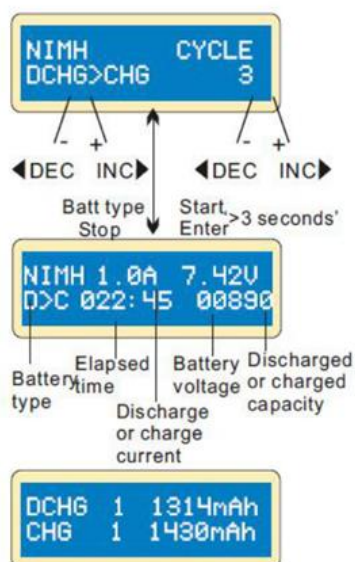 NIMH CYCLE
DCHG>CHG 3
- + - +
◀DEC INC▶ ◀DEC INC▶
Batt type Start,
Stop Enter '>3 seconds'
NIMH 1.0A 7.42V
D>C 022:45 00890
Battery type
Elapsed time
Discharge or charge current
Battery voltage
Discharged or charged capacity
DCHG 1 1314mAh
CHG 1 1430mAh